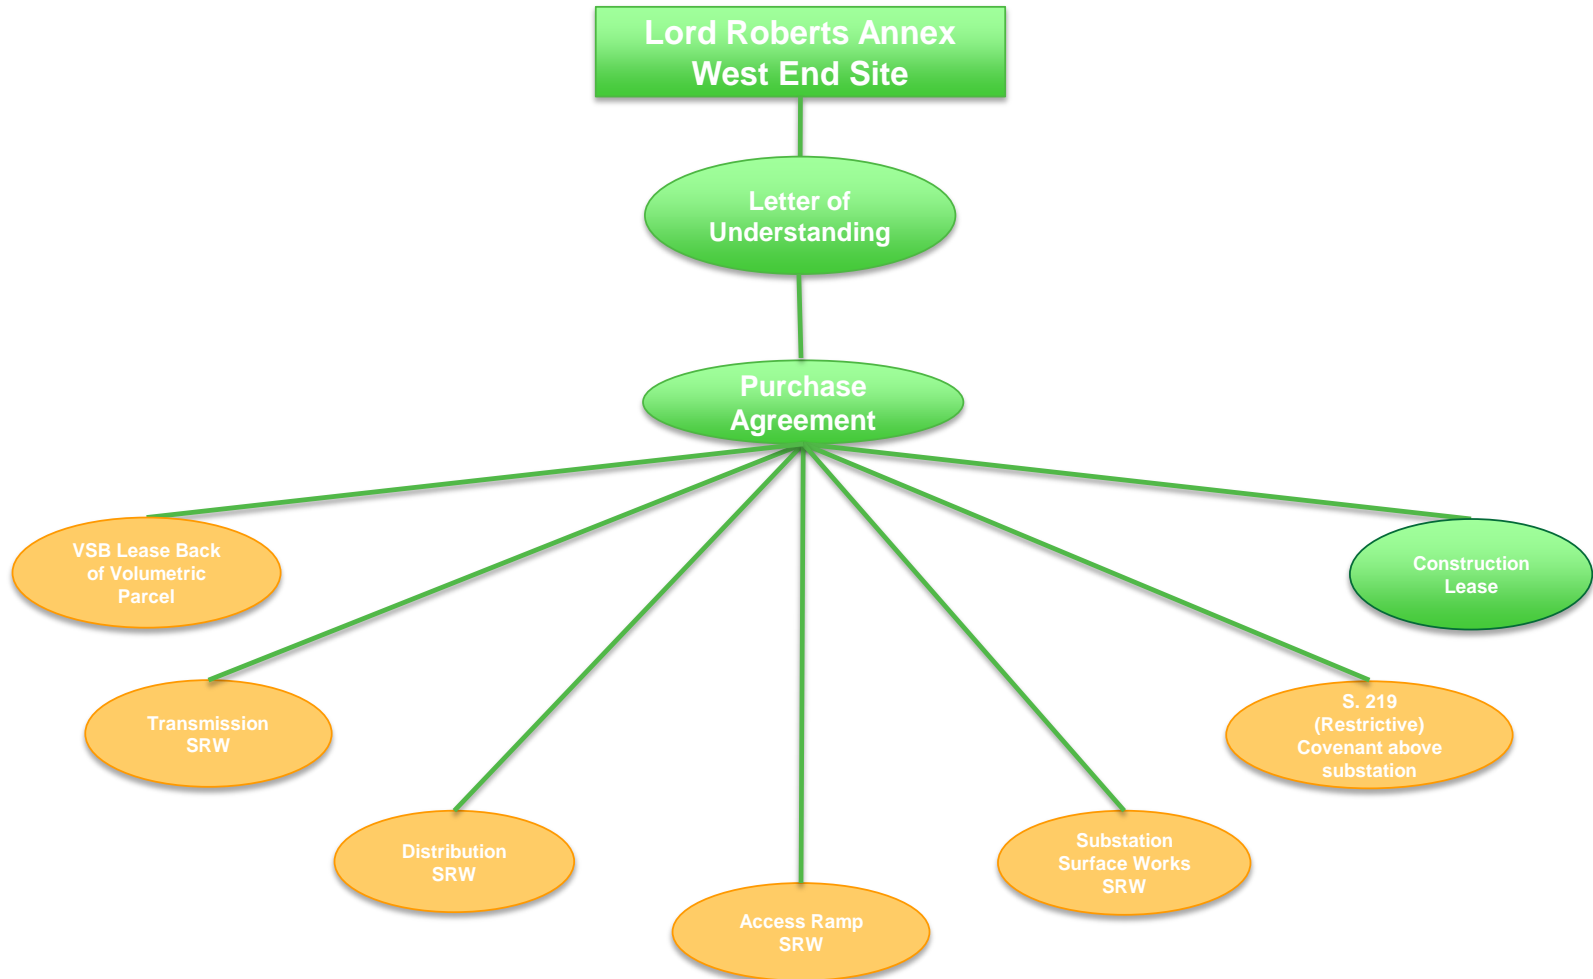 Lord Roberts Annex
West End Site
Letter of
Understanding
Purchase
Agreement
VSB Lease Back
of Volumetric
Parcel
Construction
Lease
Transmission
SRW
S. 219
(Restrictive)
Covenant above
substation
Distribution
SRW
Substation
Surface Works
SRW
Access Ramp
SRW